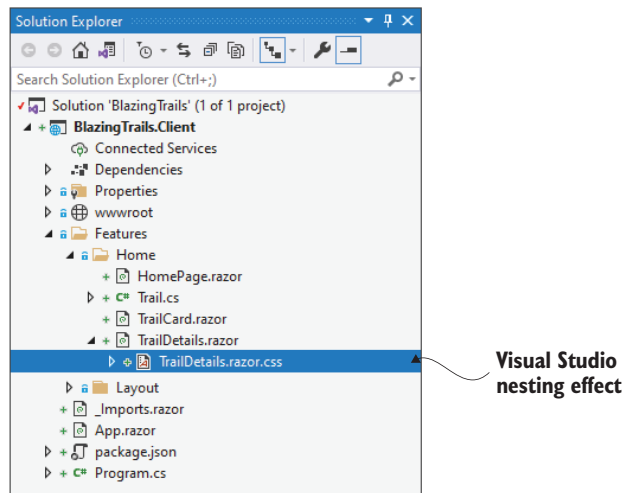 Solution Explorer
Search Solution Explorer (Ctrl+;)
Solution 'BlazingTrails' (1 of 1 project)
BlazingTrails.Client
Connected Services
Dependencies
Properties
wwwroot
Features
Home
HomePage.razor
C# Trail.cs
TrailCard.razor
TrailDetails.razor
TrailDetails.razor.css
Visual Studio
nesting effect
Layout
_Imports.razor
App.razor
package.json
C# Program.cs